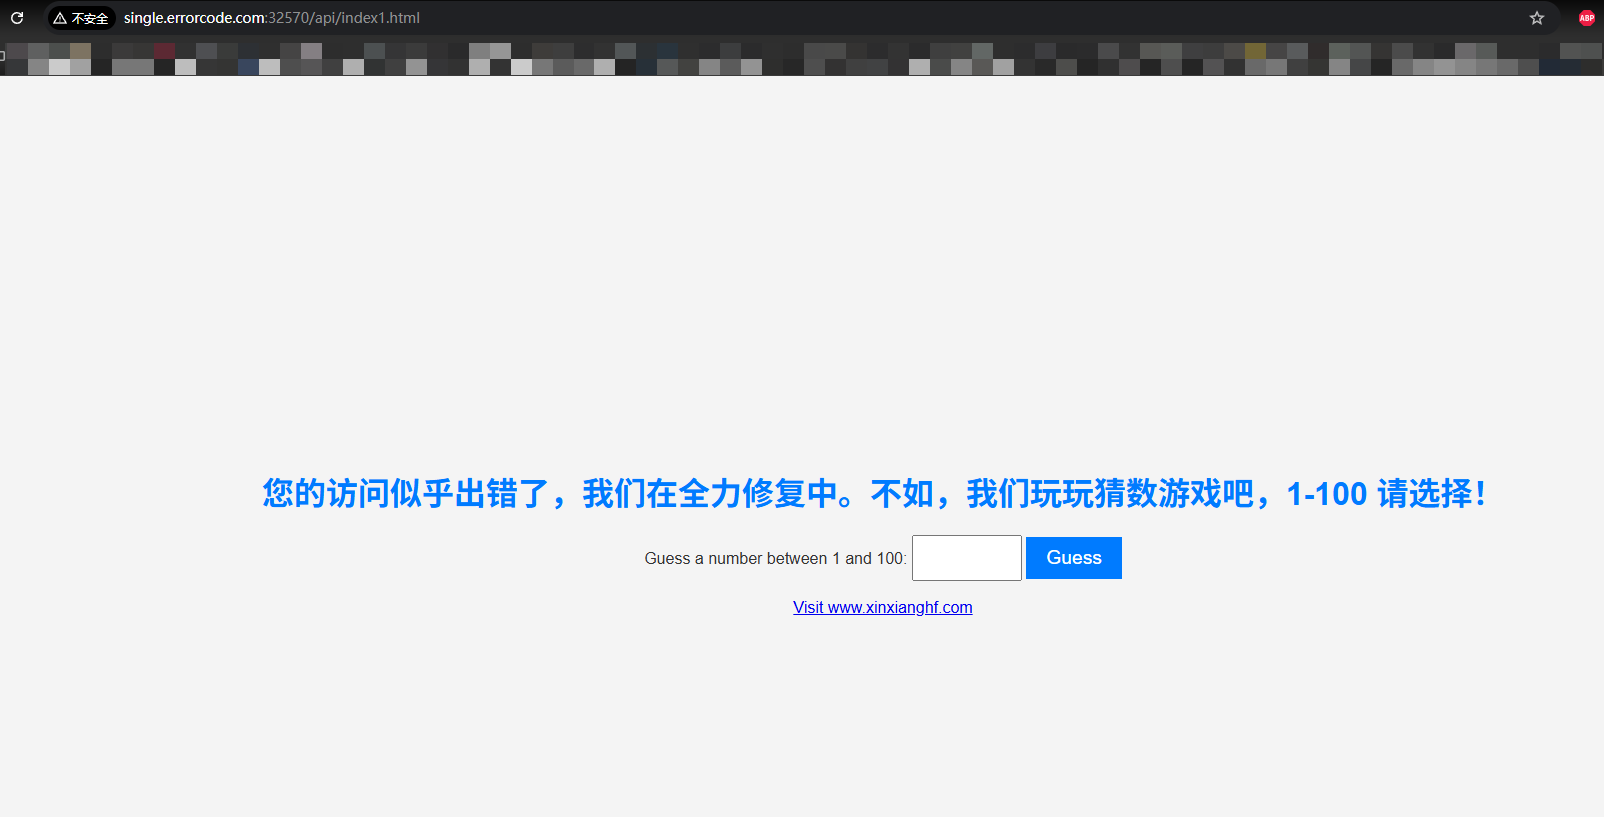 不安全 single.errorcode.com:32570/api/index1.html ABP
您的访问似乎出错了，我们在全力修复中。不如，我们玩玩猜数游戏吧，1-100 请选择！
Guess a number between 1 and 100: Guess
Visit www.xinxianghf.com